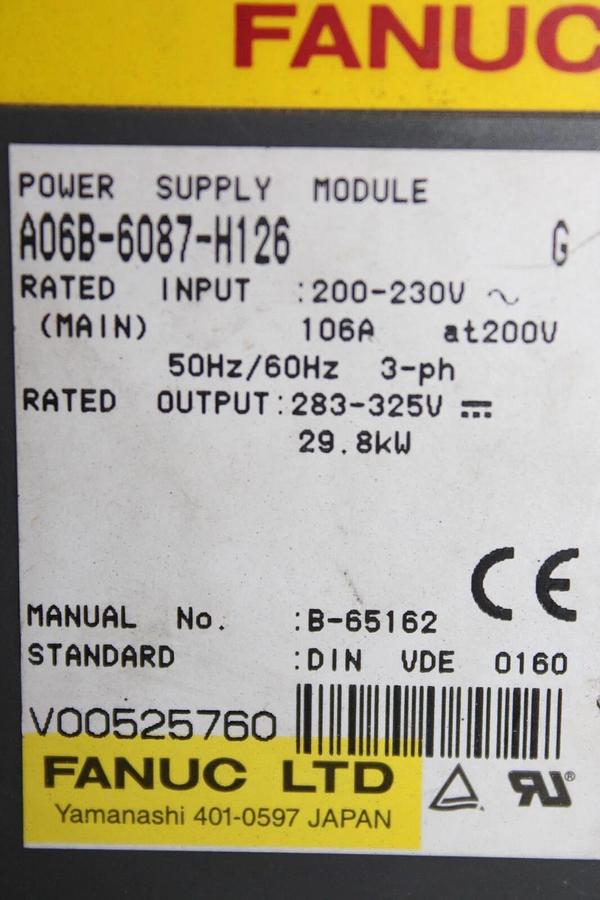 FANUC
POWER SUPPLY MODULE
A06B-6087-H126 G
RATED INPUT :200-230V ~
(MAIN) 106A at200V
50Hz/60Hz 3-ph
RATED OUTPUT:283-325V ⎓
29.8kW
CE
MANUAL No. :B-65162
STANDARD :DIN VDE 0160
V00525760
FANUC LTD
Yamanashi 401-0597 JAPAN
RU®